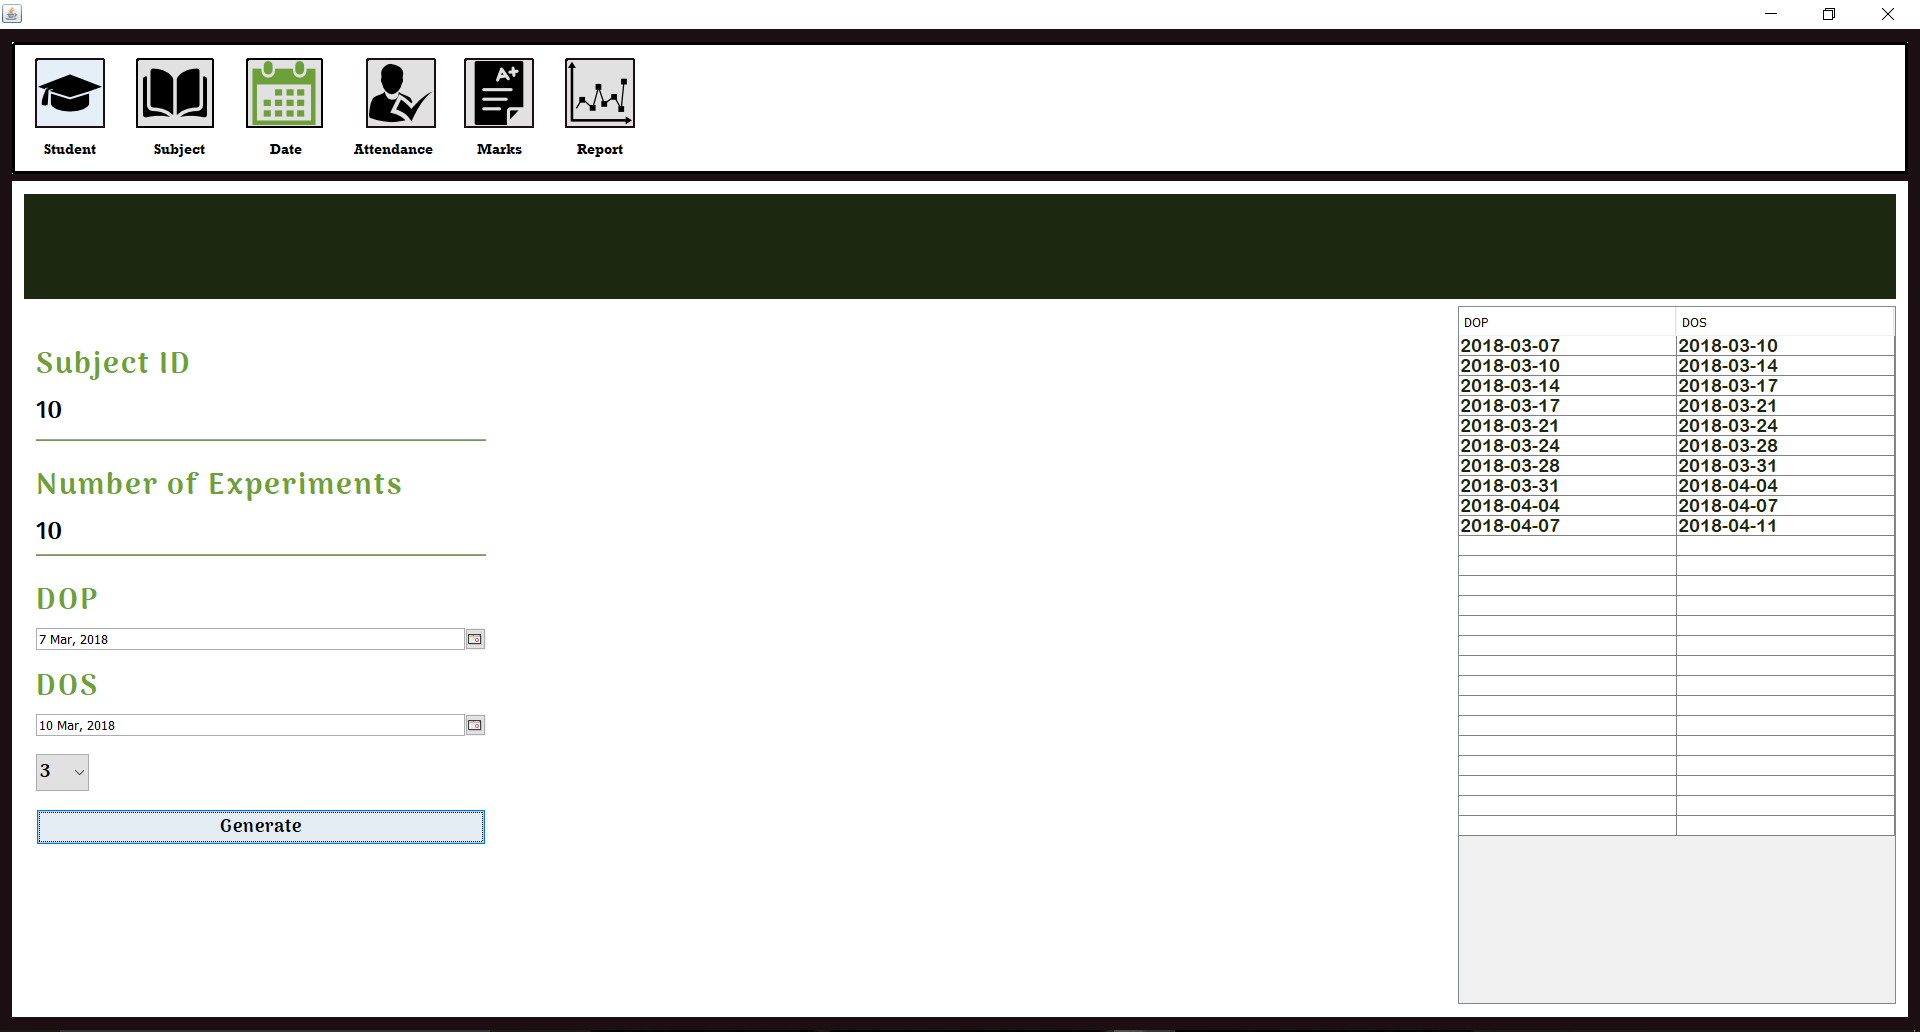 A+
Student Subject Date Attendance Marks Report
Subject ID
10
Number of Experiments
10
DOP
7 Mar, 2018
DOS
10 Mar, 2018
3
Generate
DOP DOS
2018-03-07 2018-03-10
2018-03-10 2018-03-14
2018-03-14 2018-03-17
2018-03-17 2018-03-21
2018-03-21 2018-03-24
2018-03-24 2018-03-28
2018-03-28 2018-03-31
2018-03-31 2018-04-04
2018-04-04 2018-04-07
2018-04-07 2018-04-11